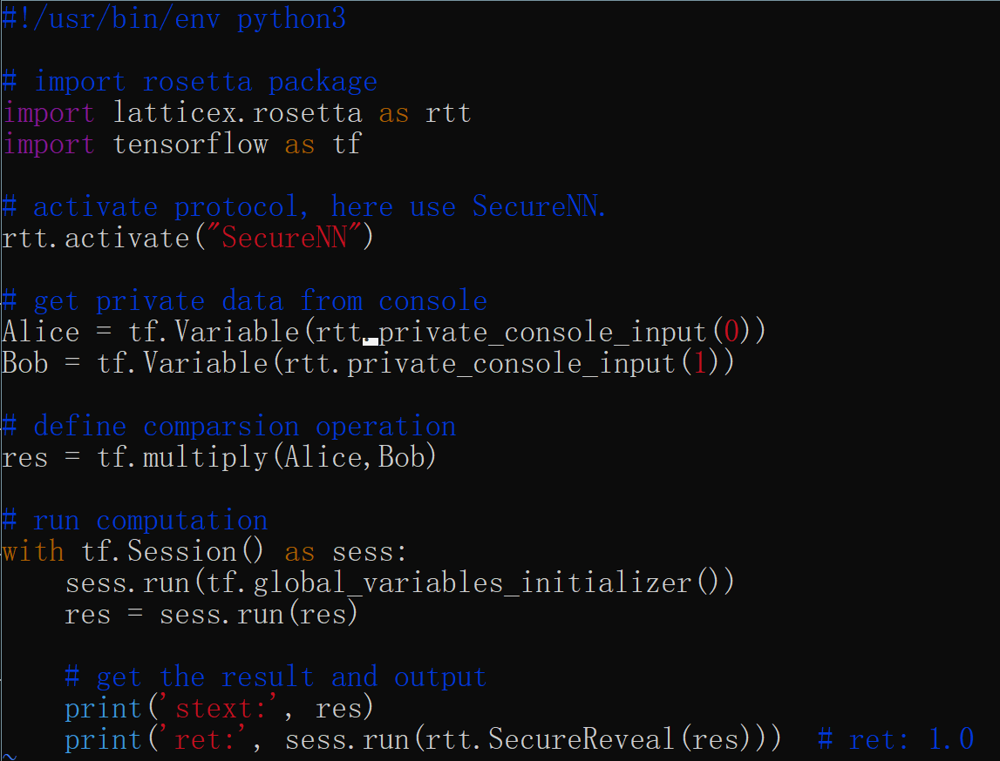 #!/usr/bin/env python3
# import rosetta package
import latticex.rosetta as rtt
import tensorflow as tf
# activate protocol, here use SecureNN.
rtt.activate("SecureNN")
# get private data from console
Alice = tf.Variable(rtt.private_console_input(0))
Bob = tf.Variable(rtt.private_console_input(1))
# define comparsion operation
res = tf.multiply(Alice,Bob)
# run computation
with tf.Session() as sess:
    sess.run(tf.global_variables_initializer())
    res = sess.run(res)
    # get the result and output
    print('stext:', res)
    print('ret:', sess.run(rtt.SecureReveal(res)))  # ret: 1.0
~